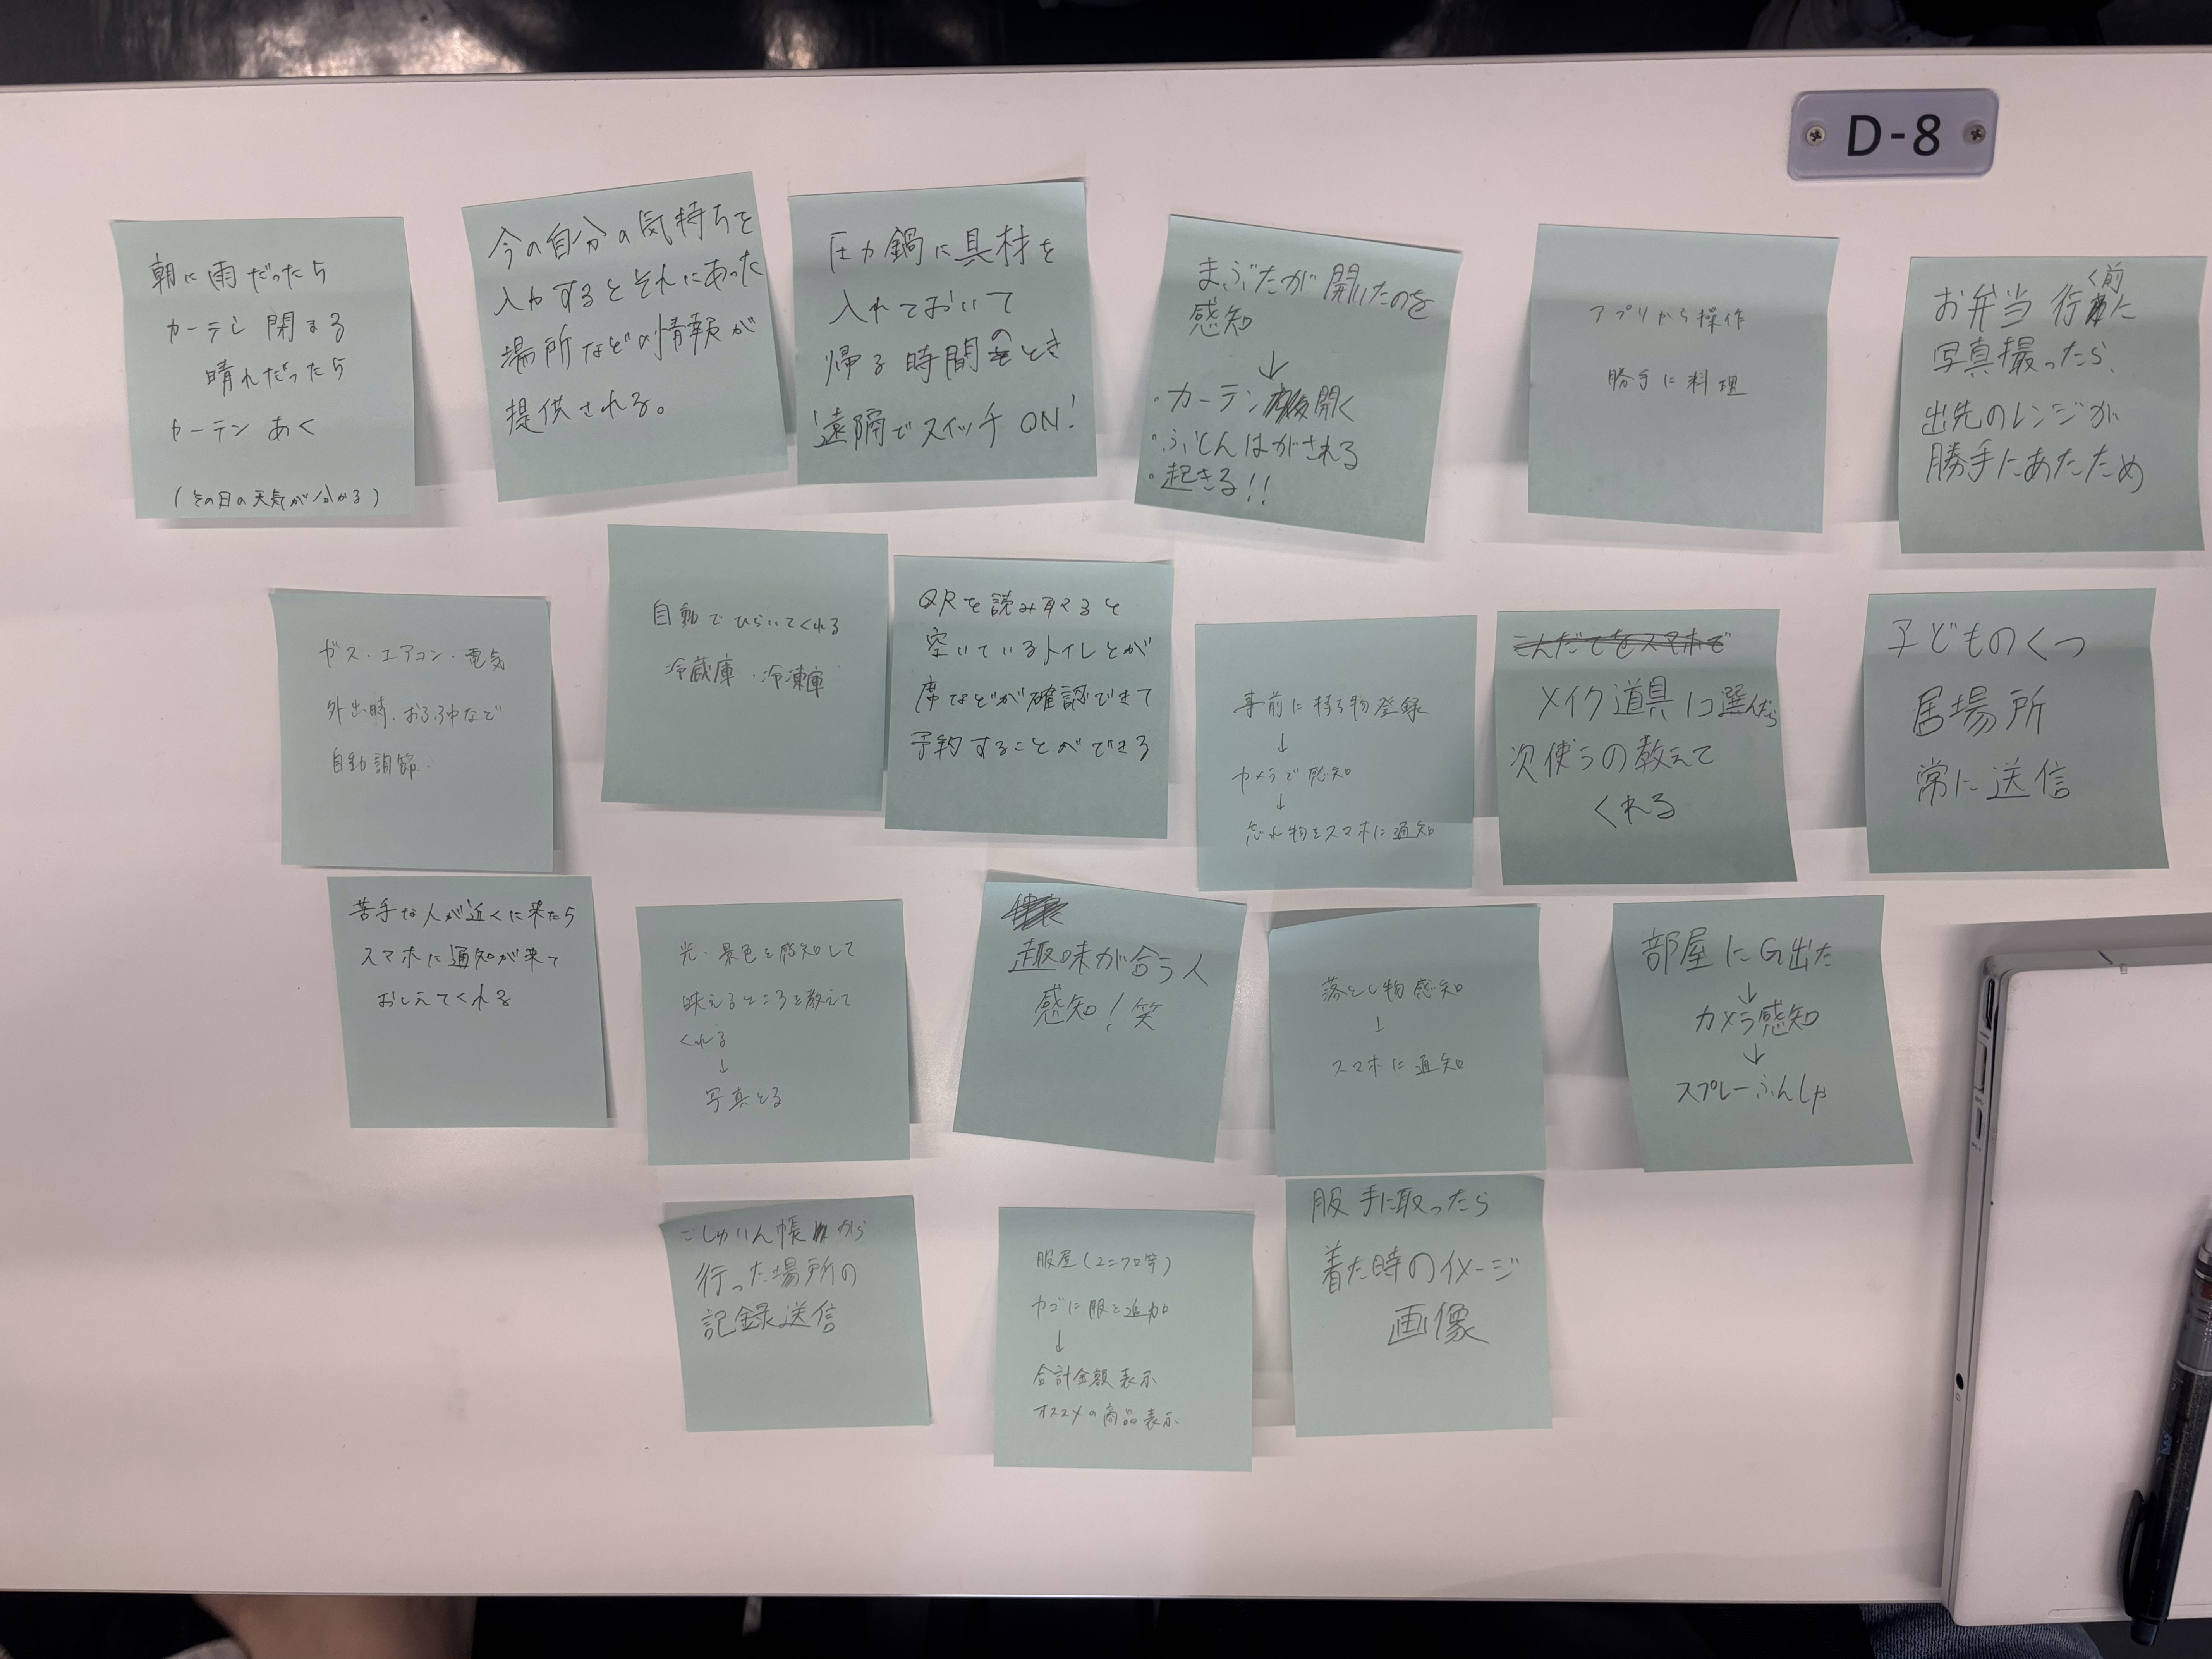 D-8
朝に雨だったら
カーテン閉まる
晴れだったら
カーテンあく
(その日の天気が分かる)
今の自分の気持ちを
入力するとそれにあった
場所などの情報が
提供される。
圧力鍋に具材を
入れておいて
帰る時間のとき
遠隔でスイッチON!
まぶたが開いたのを
感知
↓
・カーテン開く
・ふとんはがされる
・起きる!!
アプリから操作
勝手に料理
お弁当行く前に
写真撮ったら、
出先のレンジが
勝手にあたため
ガス・エアコン・電気
外出時、おふろ中など
自動調節.
自動でひらいてくれる
冷蔵庫・冷凍庫
QRを読み取ると
空いているトイレとか
席などが確認できて
予約することができる
事前に持ち物登録
↓
カメラで感知
↓
忘れ物をスマホに通知
こんだてをスマホで
メイク道具1コ選んだら
次使うの教えて
くれる
子どものくつ
居場所
常に送信
苦手な人が近くに来たら
スマホに通知が来て
おしえてくれる
光・景色を感知して
映えるところを教えて
くれる
↓
写真とる
趣味が合う人
感知!笑
落とし物感知
↓
スマホに通知
部屋にG出た
↓
カメラ感知
↓
スプレーふんしゃ
ごしゅいん帳から
行った場所の
記録送信
服屋(ユニクロ等)
カゴに服を追加
↓
合計金額表示
オススメの商品表示
服手に取ったら
着た時のイメージ
画像